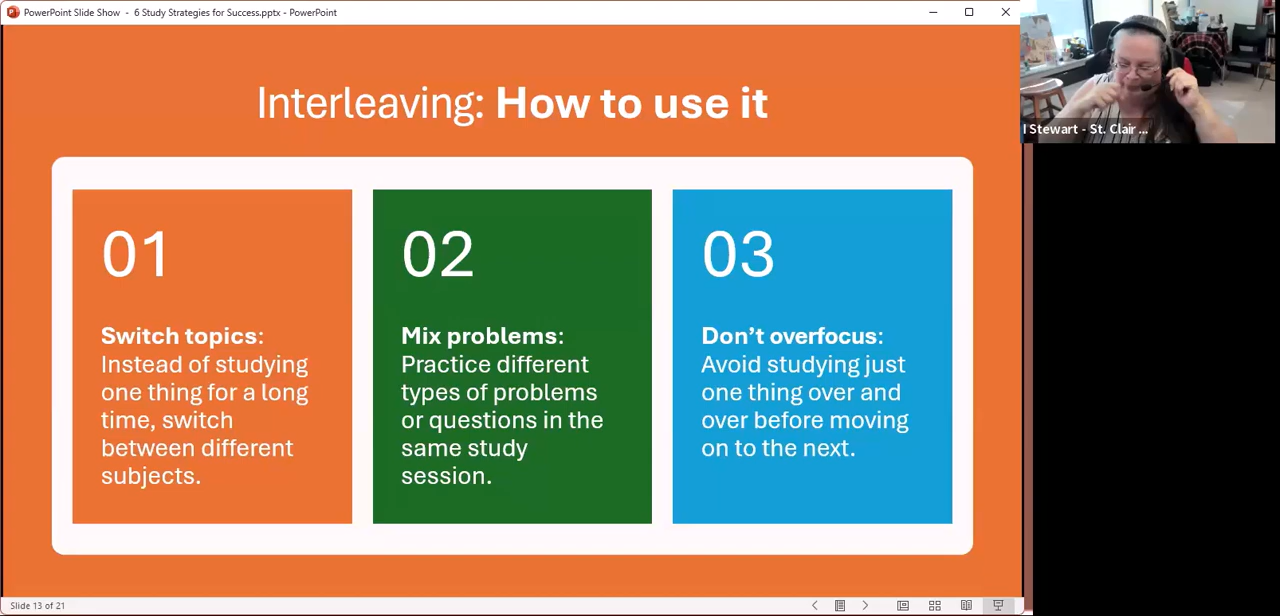 PowerPoint Slide Show - 6 Study Strategies for Success.pptx - PowerPoint
I Stewart - St. Clair ...
Interleaving: How to use it
01
Switch topics:
Instead of studying
one thing for a long
time, switch
between different
subjects.
02
Mix problems:
Practice different
types of problems
or questions in the
same study
session.
03
Don’t overfocus:
Avoid studying just
one thing over and
over before moving
on to the next.
Slide 13 of 21